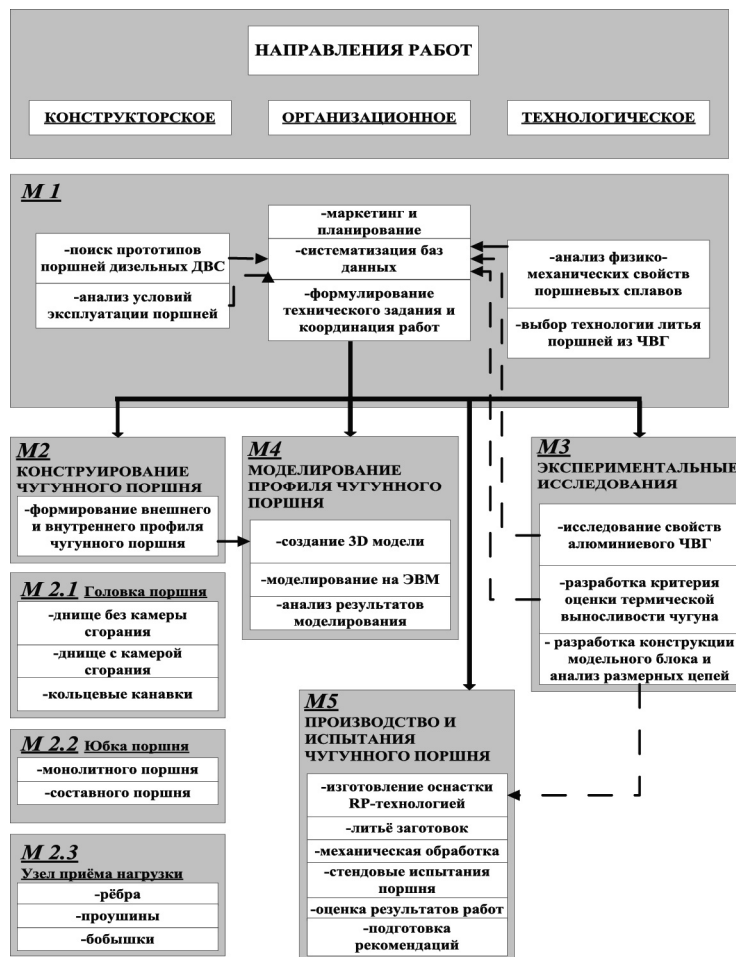 НАПРАВЛЕНИЯ РАБОТ
КОНСТРУКТОРСКОЕ
ОРГАНИЗАЦИОННОЕ
ТЕХНОЛОГИЧЕСКОЕ
М 1
-поиск прототипов
поршней дизельных ДВС
-анализ условий
эксплуатации поршней
-маркетинг и
планирование
-систематизация баз
данных
-формулирование
технического задания и
координация работ
-анализ физико-
механических свойств
поршневых сплавов
-выбор технологии литья
поршней из ЧВГ
М2
КОНСТРУИРОВАНИЕ
ЧУГУННОГО ПОРШНЯ
-формирование внешнего
и внутреннего профиля
чугунного поршня
М 2.1 Головка поршня
-днище без камеры
сгорания
-днище с камерой
сгорания
-кольцевые канавки
М 2.2 Юбка поршня
-монолитного поршня
-составного поршня
М 2.3
Узел приёма нагрузки
-рёбра
-проушины
-бобышки
М4
МОДЕЛИРОВАНИЕ
ПРОФИЛЯ ЧУГУННОГО
ПОРШНЯ
-создание 3D модели
-моделирование на ЭВМ
-анализ результатов
моделирования
М3
ЭКСПЕРИМЕНТАЛЬНЫЕ
ИССЛЕДОВАНИЯ
-исследование свойств
алюминиевого ЧВГ
-разработка критерия
оценки термической
выносливости чугуна
- разработка конструкции
модельного блока и
анализ размерных цепей
М5
ПРОИЗВОДСТВО И
ИСПЫТАНИЯ
ЧУГУННОГО ПОРШНЯ
-изготовление оснастки
RP-технологией
-литьё заготовок
-механическая обработка
-стендовые испытания
поршня
-оценка результатов работ
-подготовка
рекомендаций